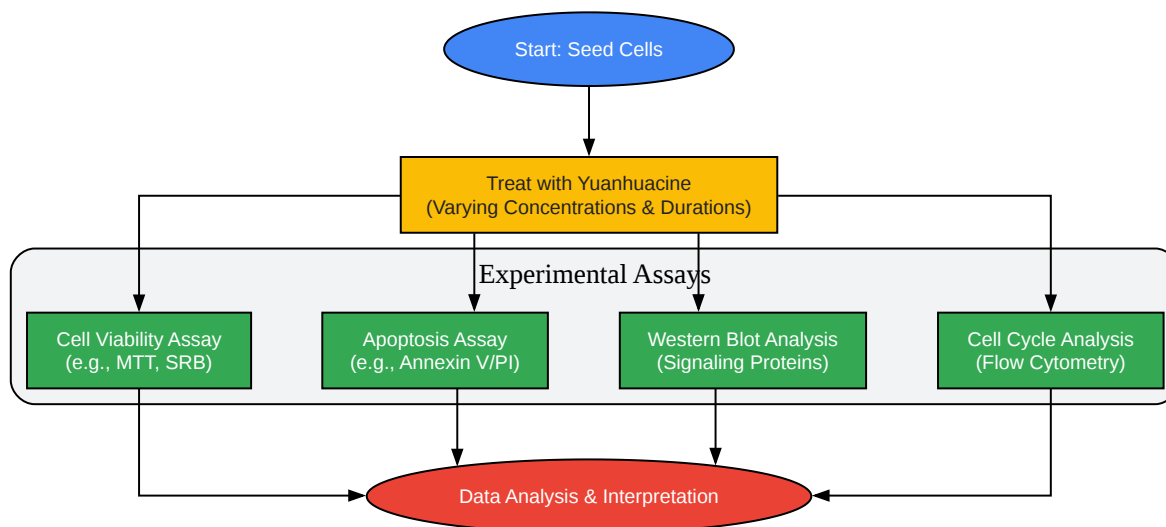 Start: Seed Cells
Treat with Yuanhuacine
(Varying Concentrations & Durations)
Experimental Assays
Cell Viability Assay
(e.g., MTT, SRB)
Apoptosis Assay
(e.g., Annexin V/PI)
Western Blot Analysis
(Signaling Proteins)
Cell Cycle Analysis
(Flow Cytometry)
Data Analysis & Interpretation